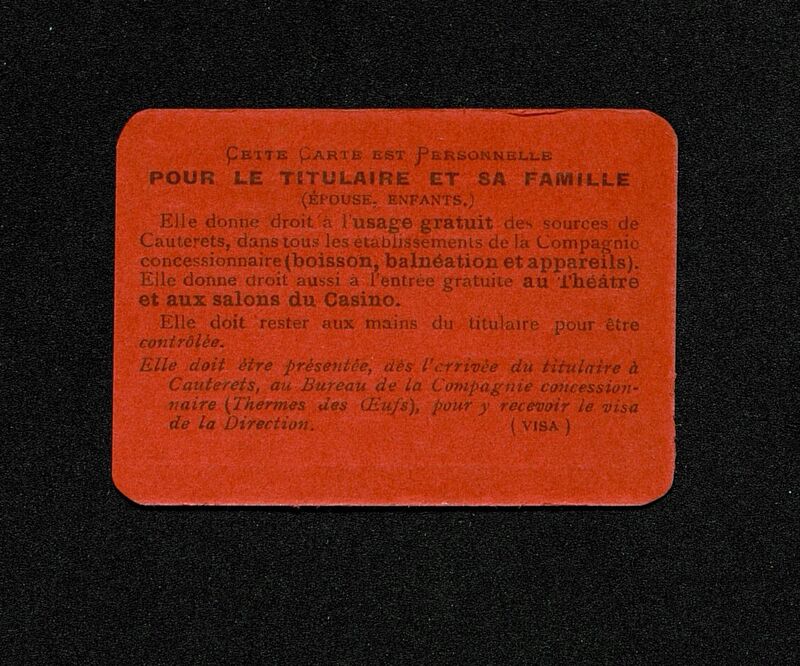 CETTE CARTE EST PERSONNELLE
POUR LE TITULAIRE ET SA FAMILLE
(ÉPOUSE, ENFANTS.)
Elle donne droit à l'usage gratuit des sources de
Cauterets, dans tous les établissements de la Compagnie
concessionnaire (boisson, balnéation et appareils).
Elle donne droit aussi à l'entrée gratuite au Théâtre
et aux salons du Casino.
Elle doit rester aux mains du titulaire pour être
contrôlée.
Elle doit être présentée, dès l'arrivée du titulaire à
Cauterets, au Bureau de la Compagnie concession-
naire (Thermes des Œufs), pour y recevoir le visa
de la Direction. (VISA)